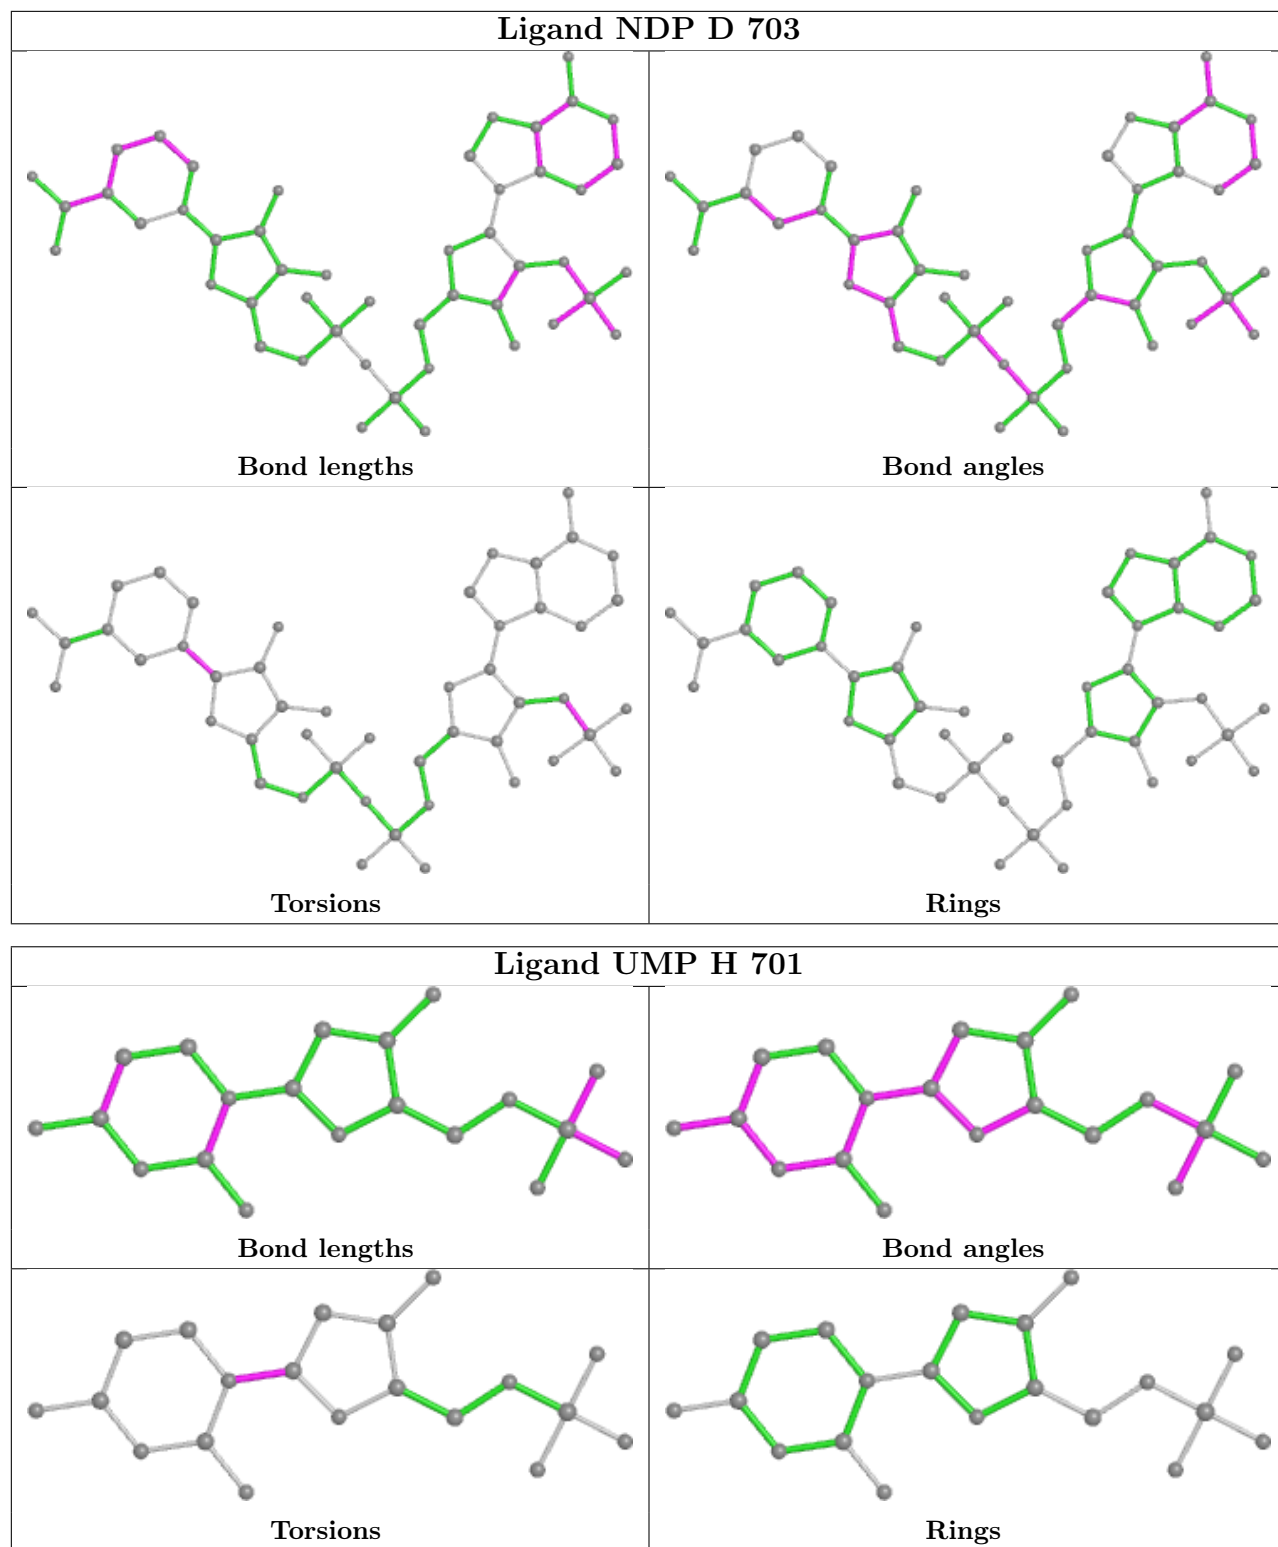 Ligand NDP D 703
Bond lengths
Bond angles
Torsions
Rings
Ligand UMP H 701
Bond lengths
Bond angles
Torsions
Rings